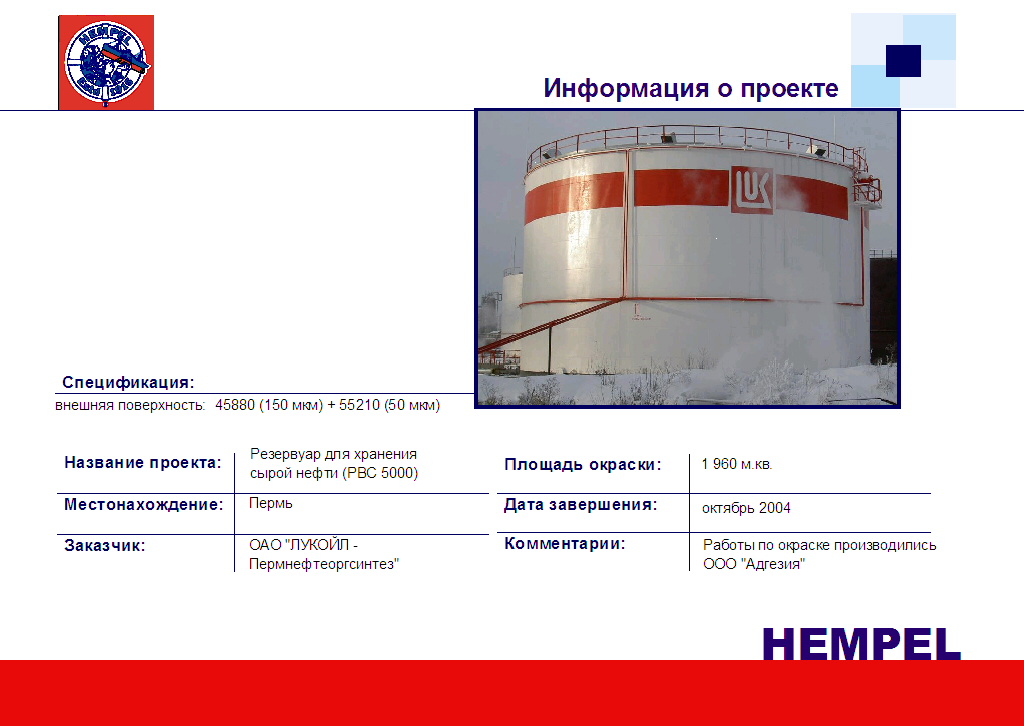 HEMPEL
Информация о проекте
LUK
Спецификация:
внешняя поверхность: 45880 (150 мкм) + 55210 (50 мкм)
Название проекта:
Резервуар для хранения
сырой нефти (РВС 5000)
Площадь окраски:
1 960 м.кв.
Местонахождение:
Пермь
Дата завершения:
октябрь 2004
Заказчик:
ОАО "ЛУКОЙЛ -
Пермнефтеоргсинтез"
Комментарии:
Работы по окраске производились
ООО "Адгезия"
HEMPEL